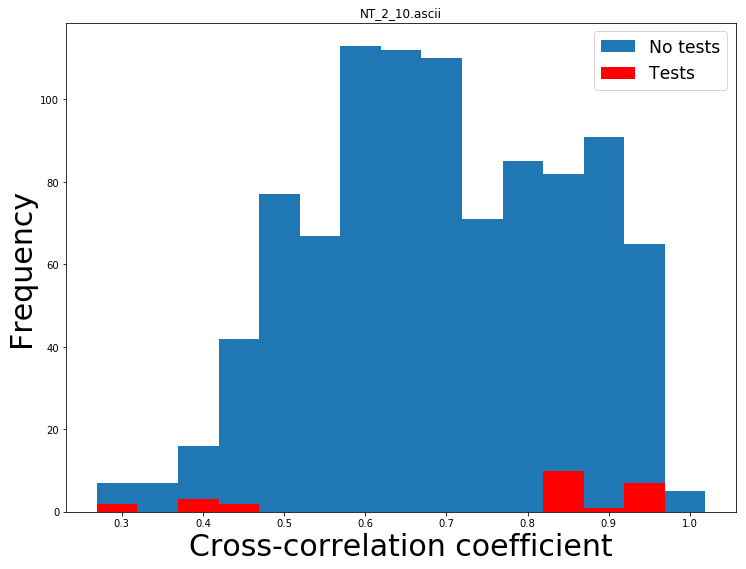 NT_2_10.ascii
No tests
Tests
Frequency
100
80
60
40
20
0
0.3 0.4 0.5 0.6 0.7 0.8 0.9 1.0
Cross-correlation coefficient